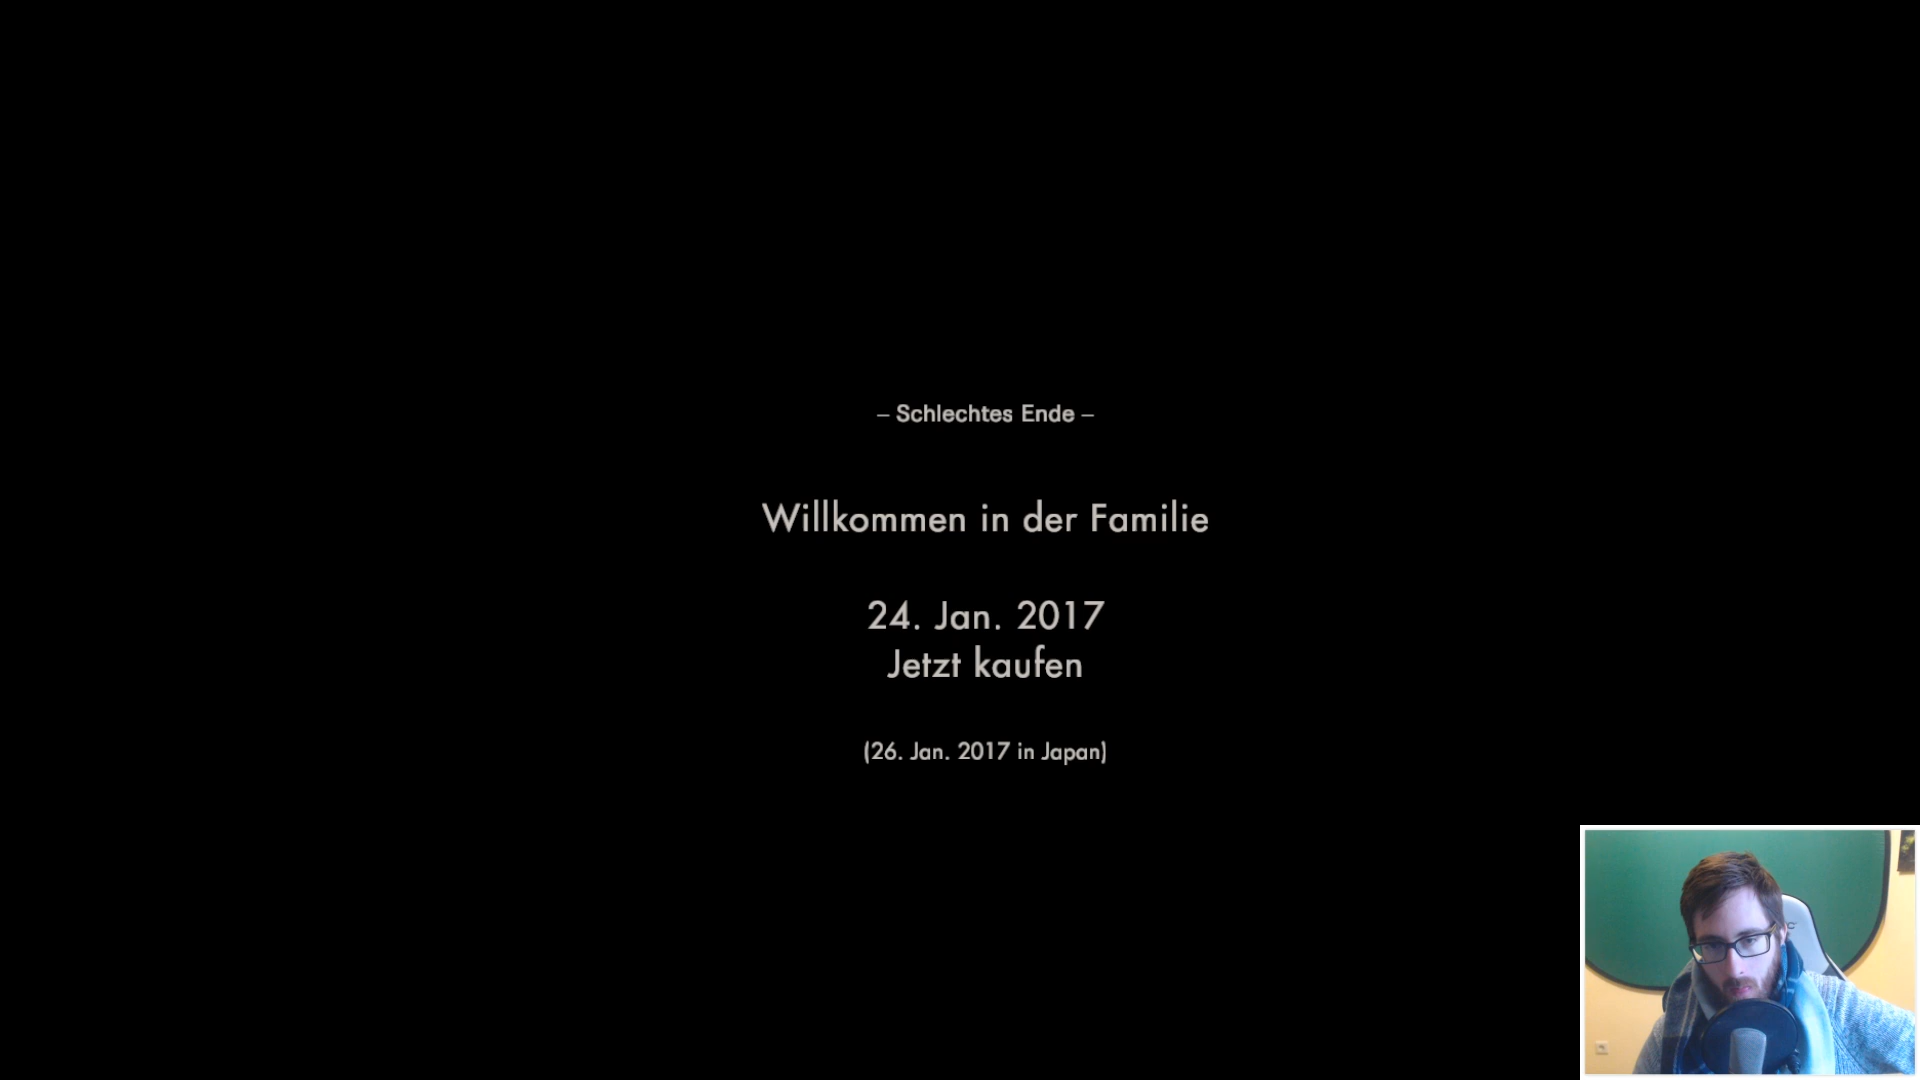 – Schlechtes Ende –
Willkommen in der Familie
24. Jan. 2017
Jetzt kaufen
(26. Jan. 2017 in Japan)